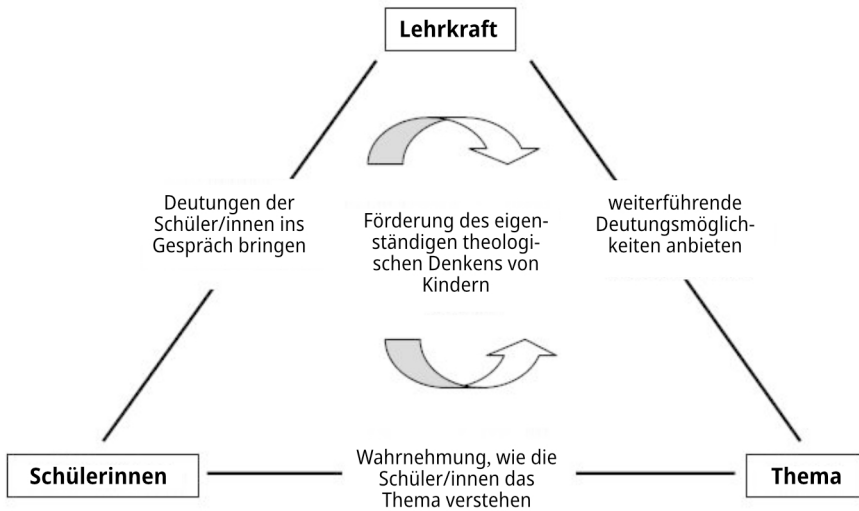 Lehrkraft
Deutungen der
Schüler/innen ins
Gespräch bringen
Förderung des eigen-
ständigen theologi-
schen Denkens von
Kindern
weiterführende
Deutungsmöglich-
keiten anbieten
Schülerinnen
Wahrnehmung, wie die
Schüler/innen das
Thema verstehen
Thema